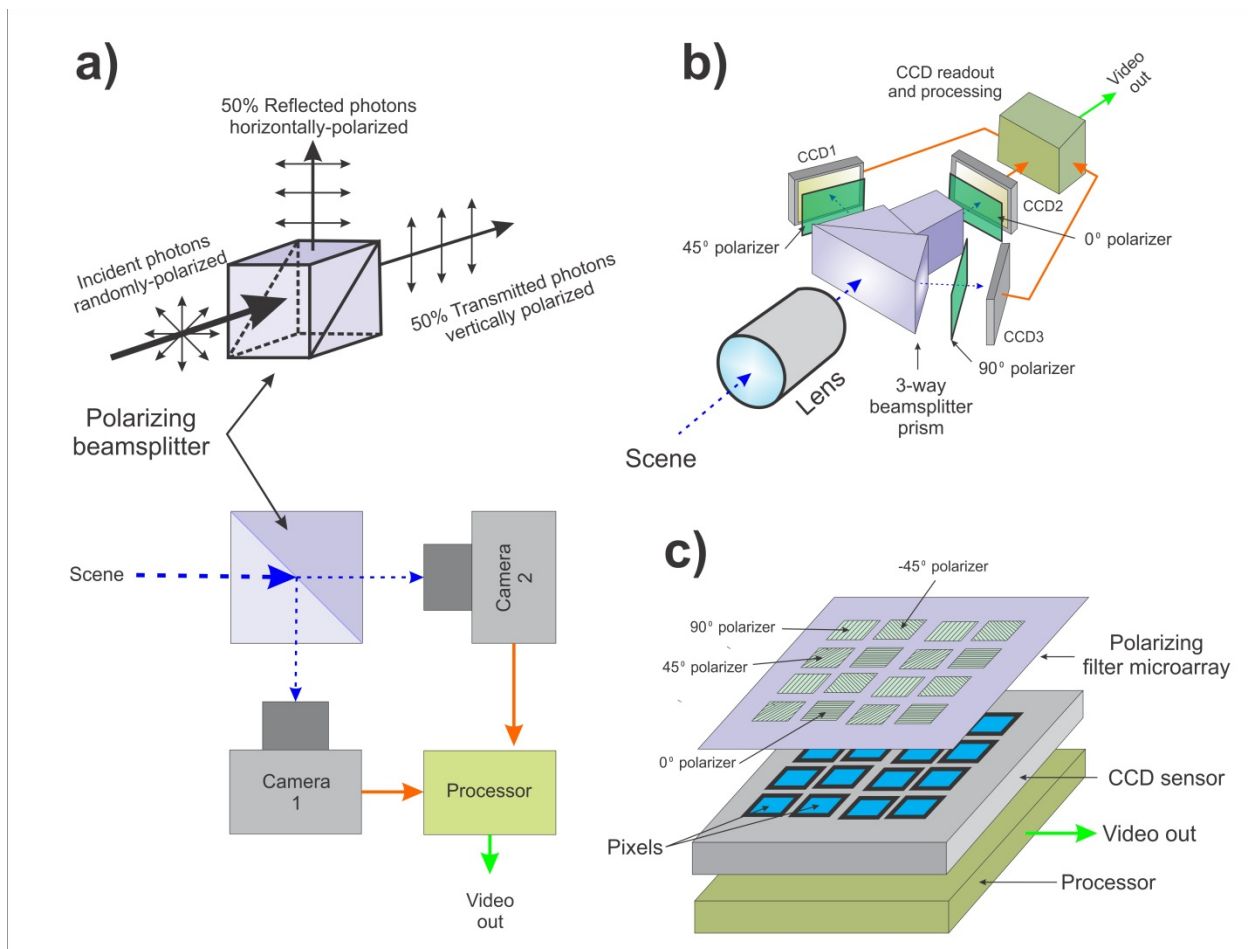 a)
50% Reflected photons
horizontally-polarized
Incident photons
randomly-polarized
50% Transmitted photons
vertically polarized
Polarizing
beamsplitter
Scene
Camera
2
Camera
1
Processor
Video
out
b)
CCD readout
and processing
Video
out
CCD1
CCD2
45° polarizer
0° polarizer
CCD3
90° polarizer
Lens
3-way
beamsplitter
prism
Scene
c)
-45° polarizer
90° polarizer
45° polarizer
Polarizing
filter microarray
0° polarizer
CCD sensor
Pixels
Video out
Processor